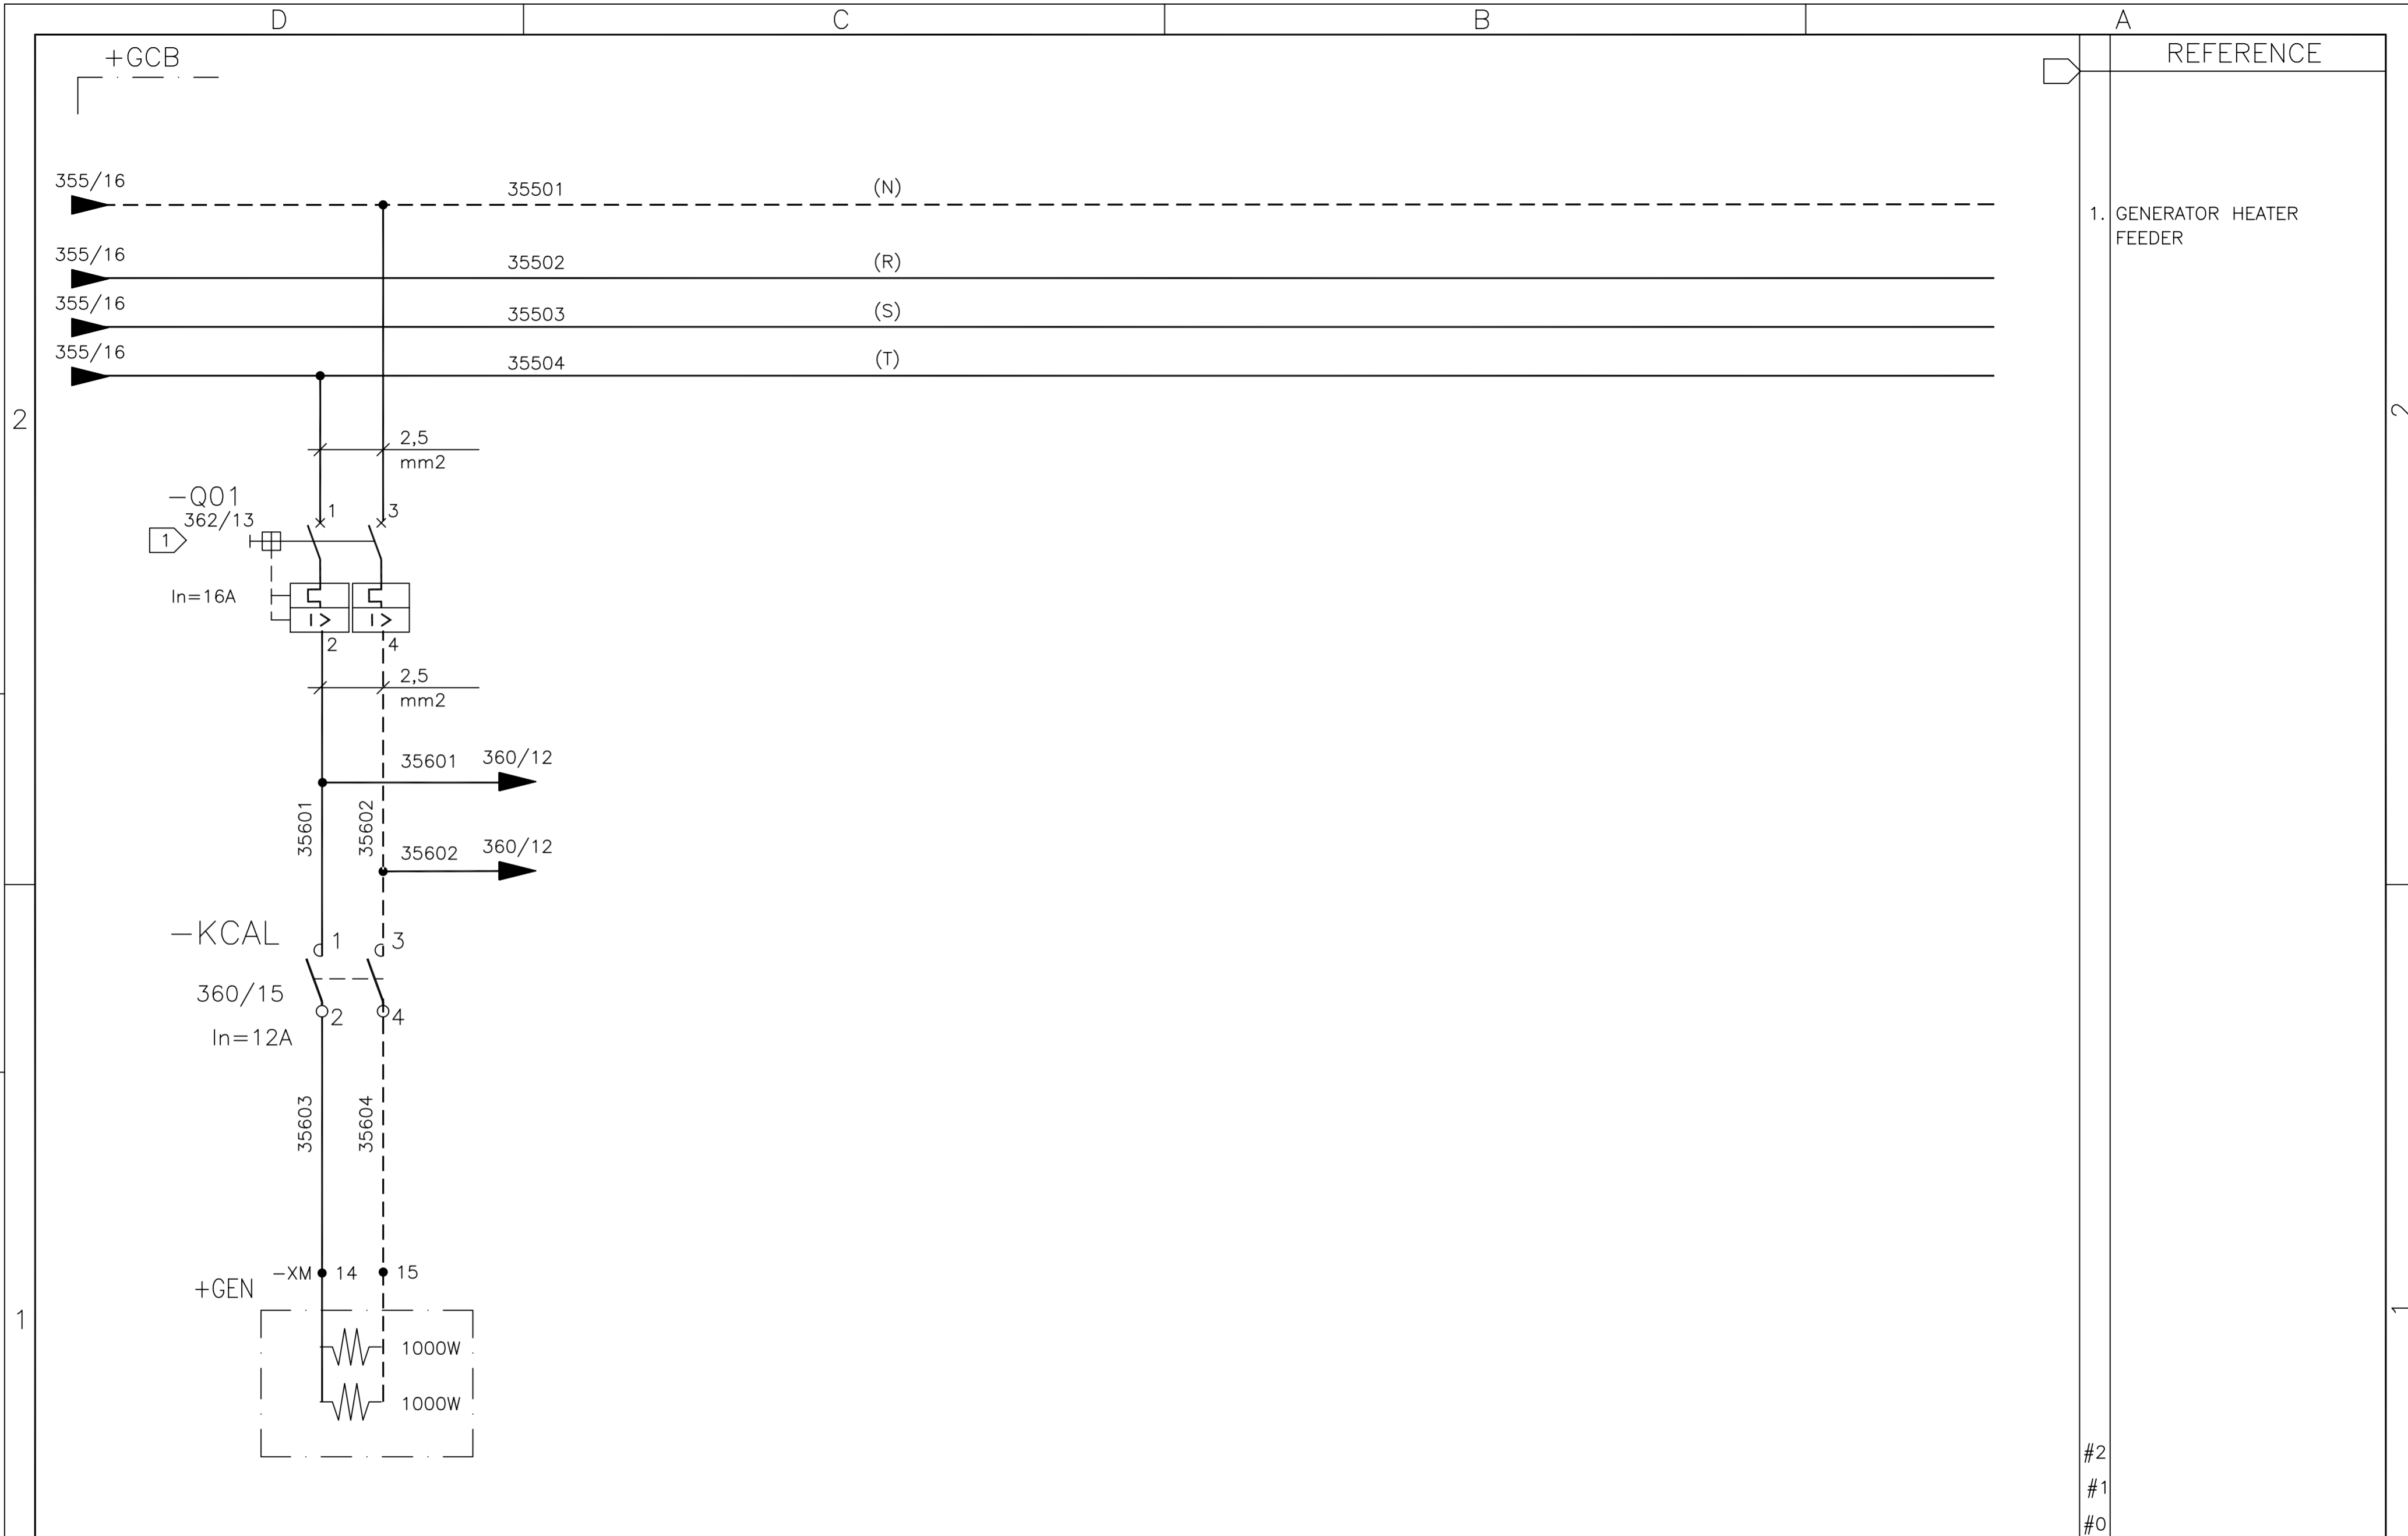 D C B A
+GCB
REFERENCE
355/16 35501 (N)
1. GENERATOR HEATER
FEEDER
355/16 35502 (R)
355/16 35503 (S)
355/16 35504 (T)
2 2
2,5
mm2
-Q01
362/13
1
1 3
In=16A
I> I>
2 4
2,5
mm2
35601 360/12
35601
35602
35602 360/12
-KCAL
1 3
360/15
2 4
In=12A
35603
35604
-XM 14 15
+GEN
1 1
1000W
1000W
#2
#1
#0